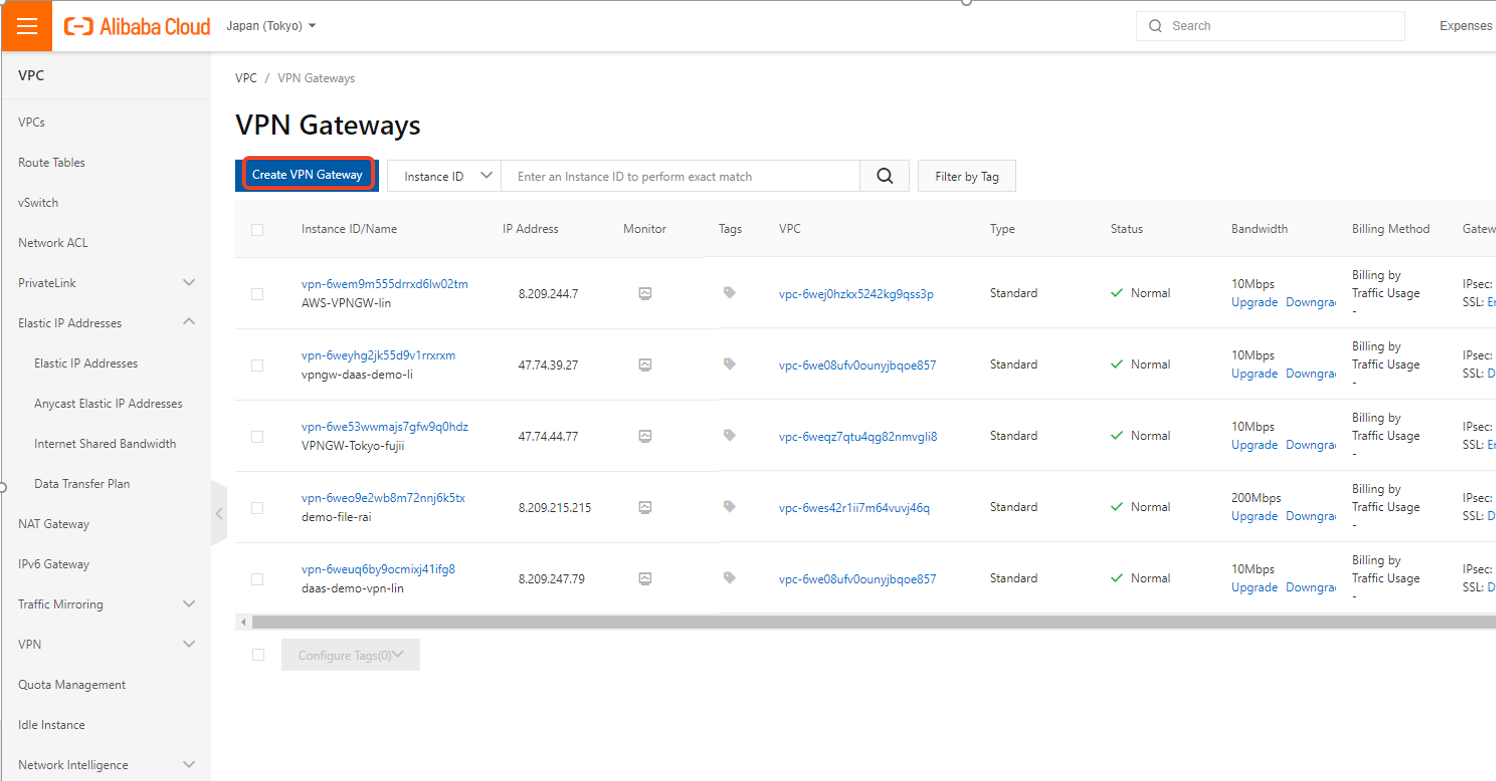 Alibaba Cloud Japan (Tokyo) Search Expenses
VPC
VPCs
Route Tables
vSwitch
Network ACL
PrivateLink
Elastic IP Addresses
Elastic IP Addresses
Anycast Elastic IP Addresses
Internet Shared Bandwidth
Data Transfer Plan
NAT Gateway
IPv6 Gateway
Traffic Mirroring
VPN
Quota Management
Idle Instance
Network Intelligence
VPC / VPN Gateways
VPN Gateways
Create VPN Gateway Instance ID Enter an Instance ID to perform exact match Filter by Tag
Instance ID/Name IP Address Monitor Tags VPC Type Status Bandwidth Billing Method Gatew
vpn-6wem9m555drrxd6lw02tm
AWS-VPNGW-lin
8.209.244.7
vpc-6wej0hzkx5242kg9qss3p
Standard
Normal
10Mbps
Upgrade Downgrad
Billing by
Traffic Usage
-
IPsec:
SSL: En
vpn-6weyhg2jk55d9v1rrxrxm
vpngw-daas-demo-li
47.74.39.27
vpc-6we08ufv0ounyjbqoe857
Standard
Normal
10Mbps
Upgrade Downgrad
Billing by
Traffic Usage
-
IPsec:
SSL: D
vpn-6we53wwmajs7gfw9q0hdz
VPNGW-Tokyo-fujii
47.74.44.77
vpc-6weqz7qtu4qg82nmvgli8
Standard
Normal
10Mbps
Upgrade Downgrad
Billing by
Traffic Usage
-
IPsec:
SSL: En
vpn-6weo9e2wb8m72nnj6k5tx
demo-file-rai
8.209.215.215
vpc-6wes42r1ii7m64vuvj46q
Standard
Normal
200Mbps
Upgrade Downgrad
Billing by
Traffic Usage
-
IPsec:
SSL: D
vpn-6weuq6by9ocmixj41ifg8
daas-demo-vpn-lin
8.209.247.79
vpc-6we08ufv0ounyjbqoe857
Standard
Normal
10Mbps
Upgrade Downgrad
Billing by
Traffic Usage
-
IPsec:
SSL: D
Configure Tags(0)